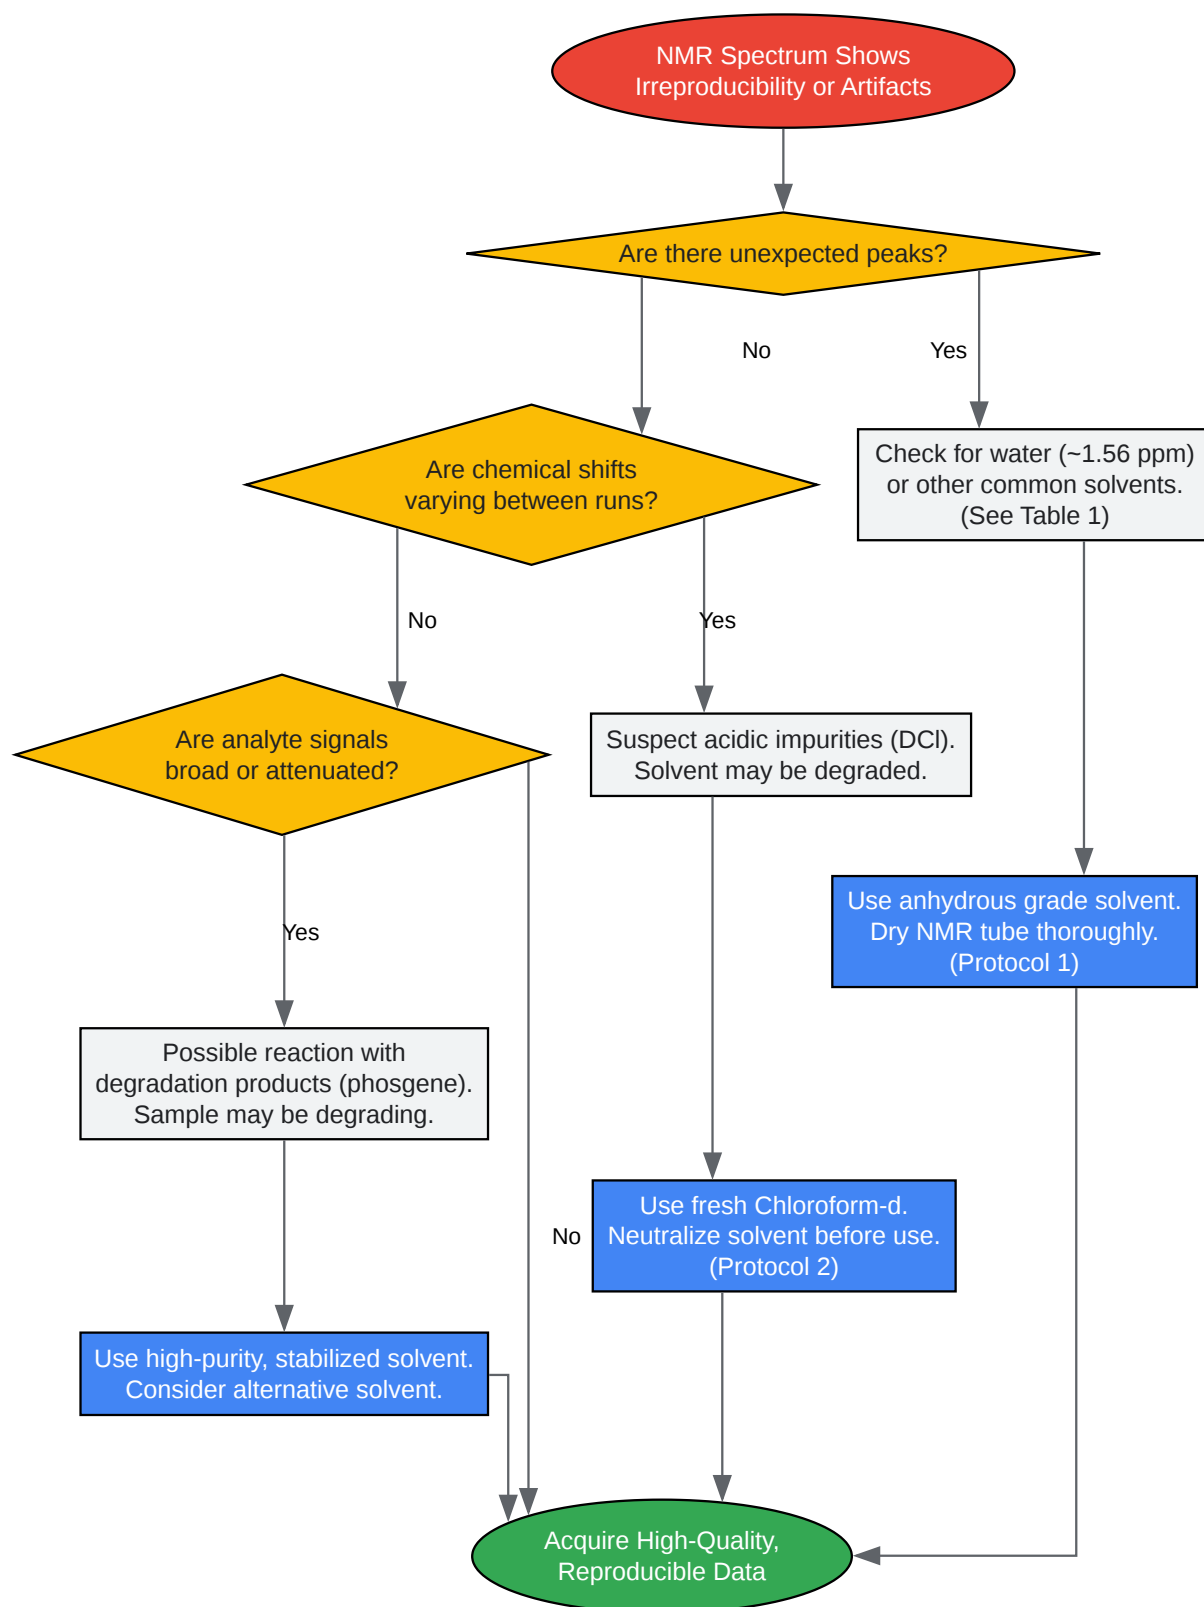 NMR Spectrum Shows
Irreproducibility or Artifacts
Are there unexpected peaks?
No
Yes
Are chemical shifts
varying between runs?
Check for water (~1.56 ppm)
or other common solvents.
(See Table 1)
No
Yes
Are analyte signals
broad or attenuated?
Suspect acidic impurities (DCl).
Solvent may be degraded.
Use anhydrous grade solvent.
Dry NMR tube thoroughly.
(Protocol 1)
Yes
Possible reaction with
degradation products (phosgene).
Sample may be degrading.
No
Use fresh Chloroform-d.
Neutralize solvent before use.
(Protocol 2)
Use high-purity, stabilized solvent.
Consider alternative solvent.
Acquire High-Quality,
Reproducible Data